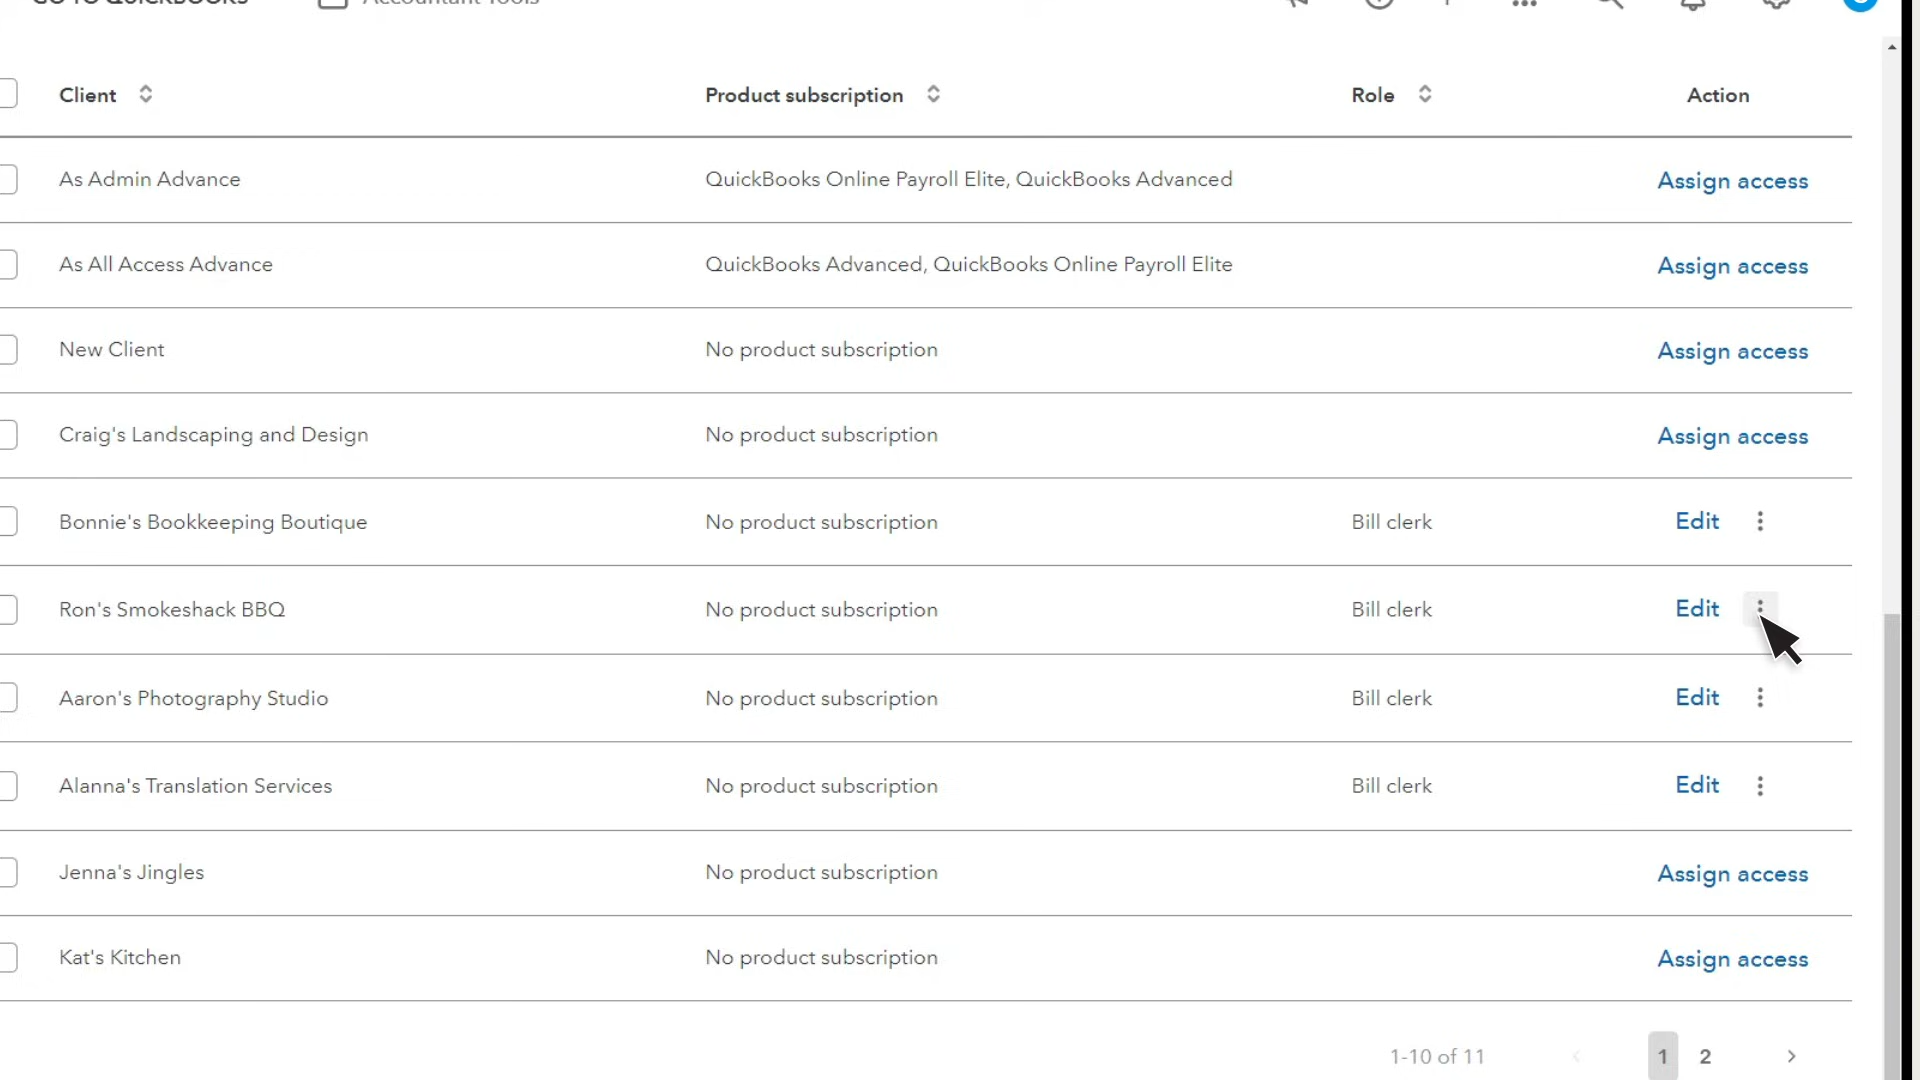 GO TO QUICKBOOKS Accountant Tools
Client Product subscription Role Action
As Admin Advance QuickBooks Online Payroll Elite, QuickBooks Advanced Assign access
As All Access Advance QuickBooks Advanced, QuickBooks Online Payroll Elite Assign access
New Client No product subscription Assign access
Craig's Landscaping and Design No product subscription Assign access
Bonnie's Bookkeeping Boutique No product subscription Bill clerk Edit
Ron's Smokeshack BBQ No product subscription Bill clerk Edit
Aaron's Photography Studio No product subscription Bill clerk Edit
Alanna's Translation Services No product subscription Bill clerk Edit
Jenna's Jingles No product subscription Assign access
Kat's Kitchen No product subscription Assign access
1-10 of 11 1 2